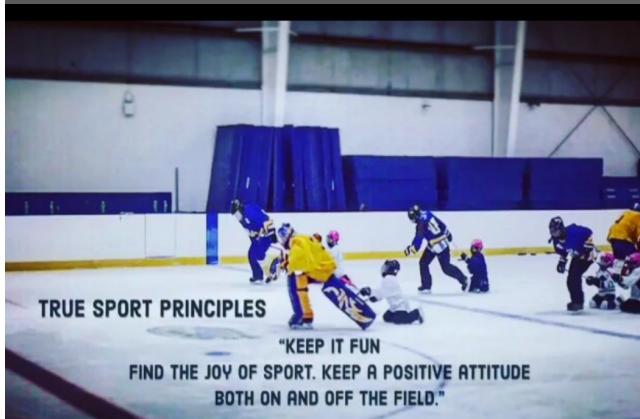 TRUE SPORT PRINCIPLES
"KEEP IT FUN
FIND THE JOY OF SPORT. KEEP A POSITIVE ATTITUDE
BOTH ON AND OFF THE FIELD."